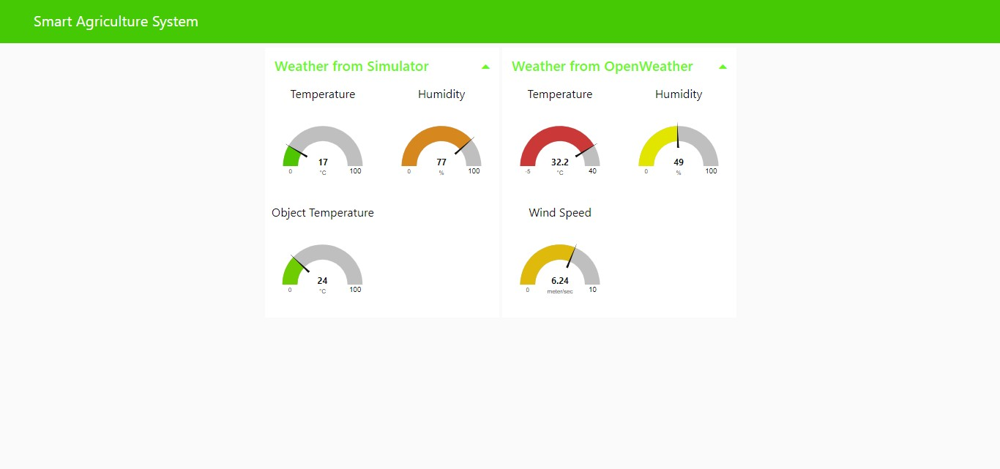 Smart Agriculture System
Weather from Simulator
Temperature
17
°C
0
100
Humidity
77
%
0
100
Object Temperature
24
°C
0
100
Weather from OpenWeather
Temperature
32.2
°C
-5
40
Humidity
49
%
0
100
Wind Speed
6.24
meter/sec
0
10